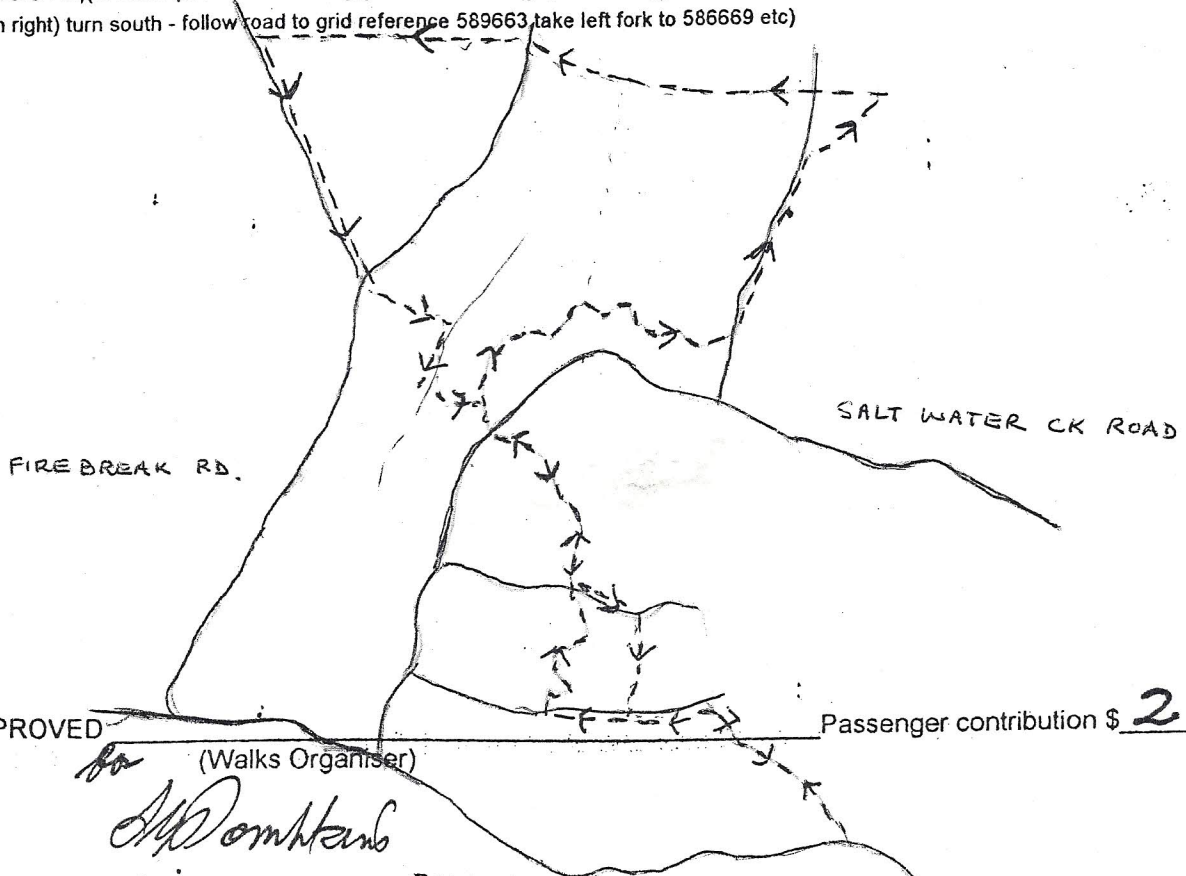 n right) turn south - follow road to grid reference 589663,take left fork to 586669 etc)
SALT WATER CK ROAD
FIREBREAK RD.
PROVED
Passenger contribution $ 2
for (Walks Organiser)